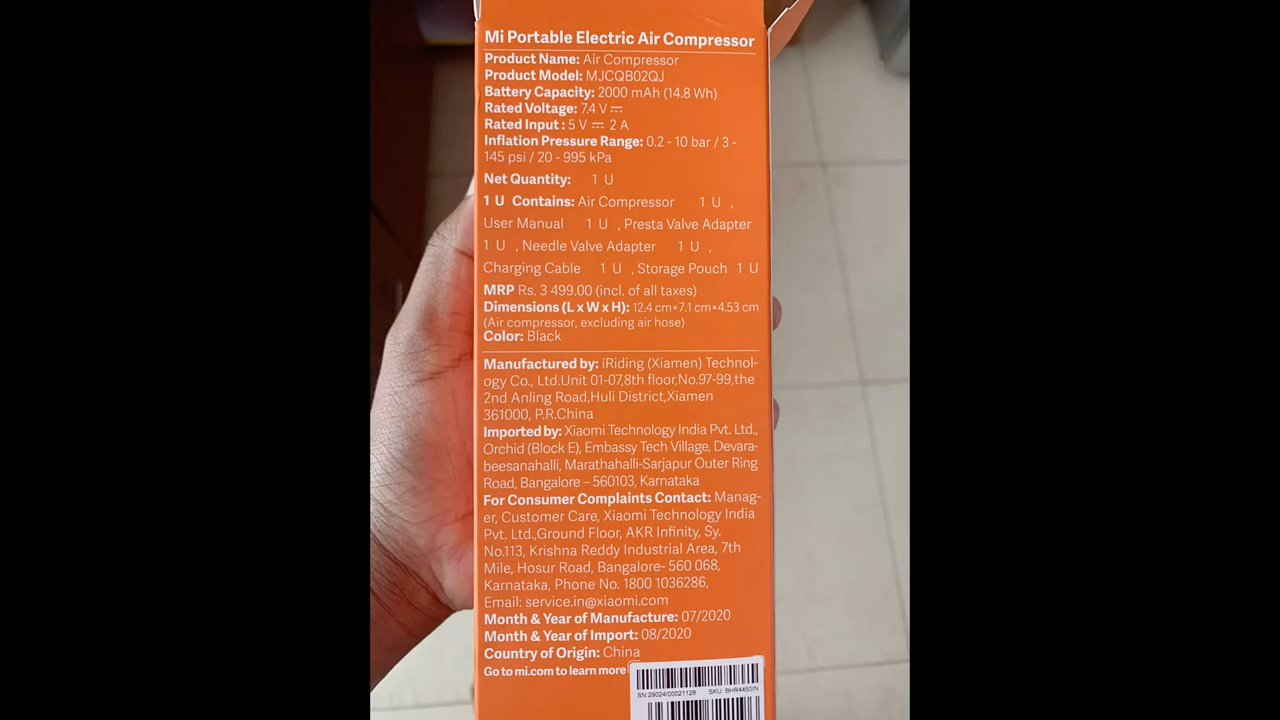 Mi Portable Electric Air Compressor
Product Name: Air Compressor
Product Model: MJCQB02QJ
Battery Capacity: 2000 mAh (14.8 Wh)
Rated Voltage: 7.4 V ⎓
Rated Input : 5 V ⎓ 2 A
Inflation Pressure Range: 0.2 - 10 bar / 3 -
145 psi / 20 - 995 kPa
Net Quantity: 1 U
1 U Contains: Air Compressor 1 U ,
User Manual 1 U , Presta Valve Adapter
1 U , Needle Valve Adapter 1 U ,
Charging Cable 1 U , Storage Pouch 1 U
MRP Rs. 3 499.00 (incl. of all taxes)
Dimensions (L x W x H): 12.4 cm×7.1 cm×4.53 cm
(Air compressor, excluding air hose)
Color: Black
Manufactured by: iRiding (Xiamen) Technol-
ogy Co., Ltd.Unit 01-07,8th floor,No.97-99,the
2nd Anling Road,Huli District,Xiamen
361000, P.R.China
Imported by: Xiaomi Technology India Pvt. Ltd.,
Orchid (Block E), Embassy Tech Village, Devara-
beesanahalli, Marathahalli-Sarjapur Outer Ring
Road, Bangalore – 560103, Karnataka
For Consumer Complaints Contact: Manag-
er, Customer Care, Xiaomi Technology India
Pvt. Ltd.,Ground Floor, AKR Infinity, Sy.
No.113, Krishna Reddy Industrial Area, 7th
Mile, Hosur Road, Bangalore- 560 068,
Karnataka, Phone No. 1800 1036286,
Email: service.in@xiaomi.com
Month & Year of Manufacture: 07/2020
Month & Year of Import: 08/2020
Country of Origin: China
Go to mi.com to learn more
SN:29024/00021128 SKU: BHR4450IN